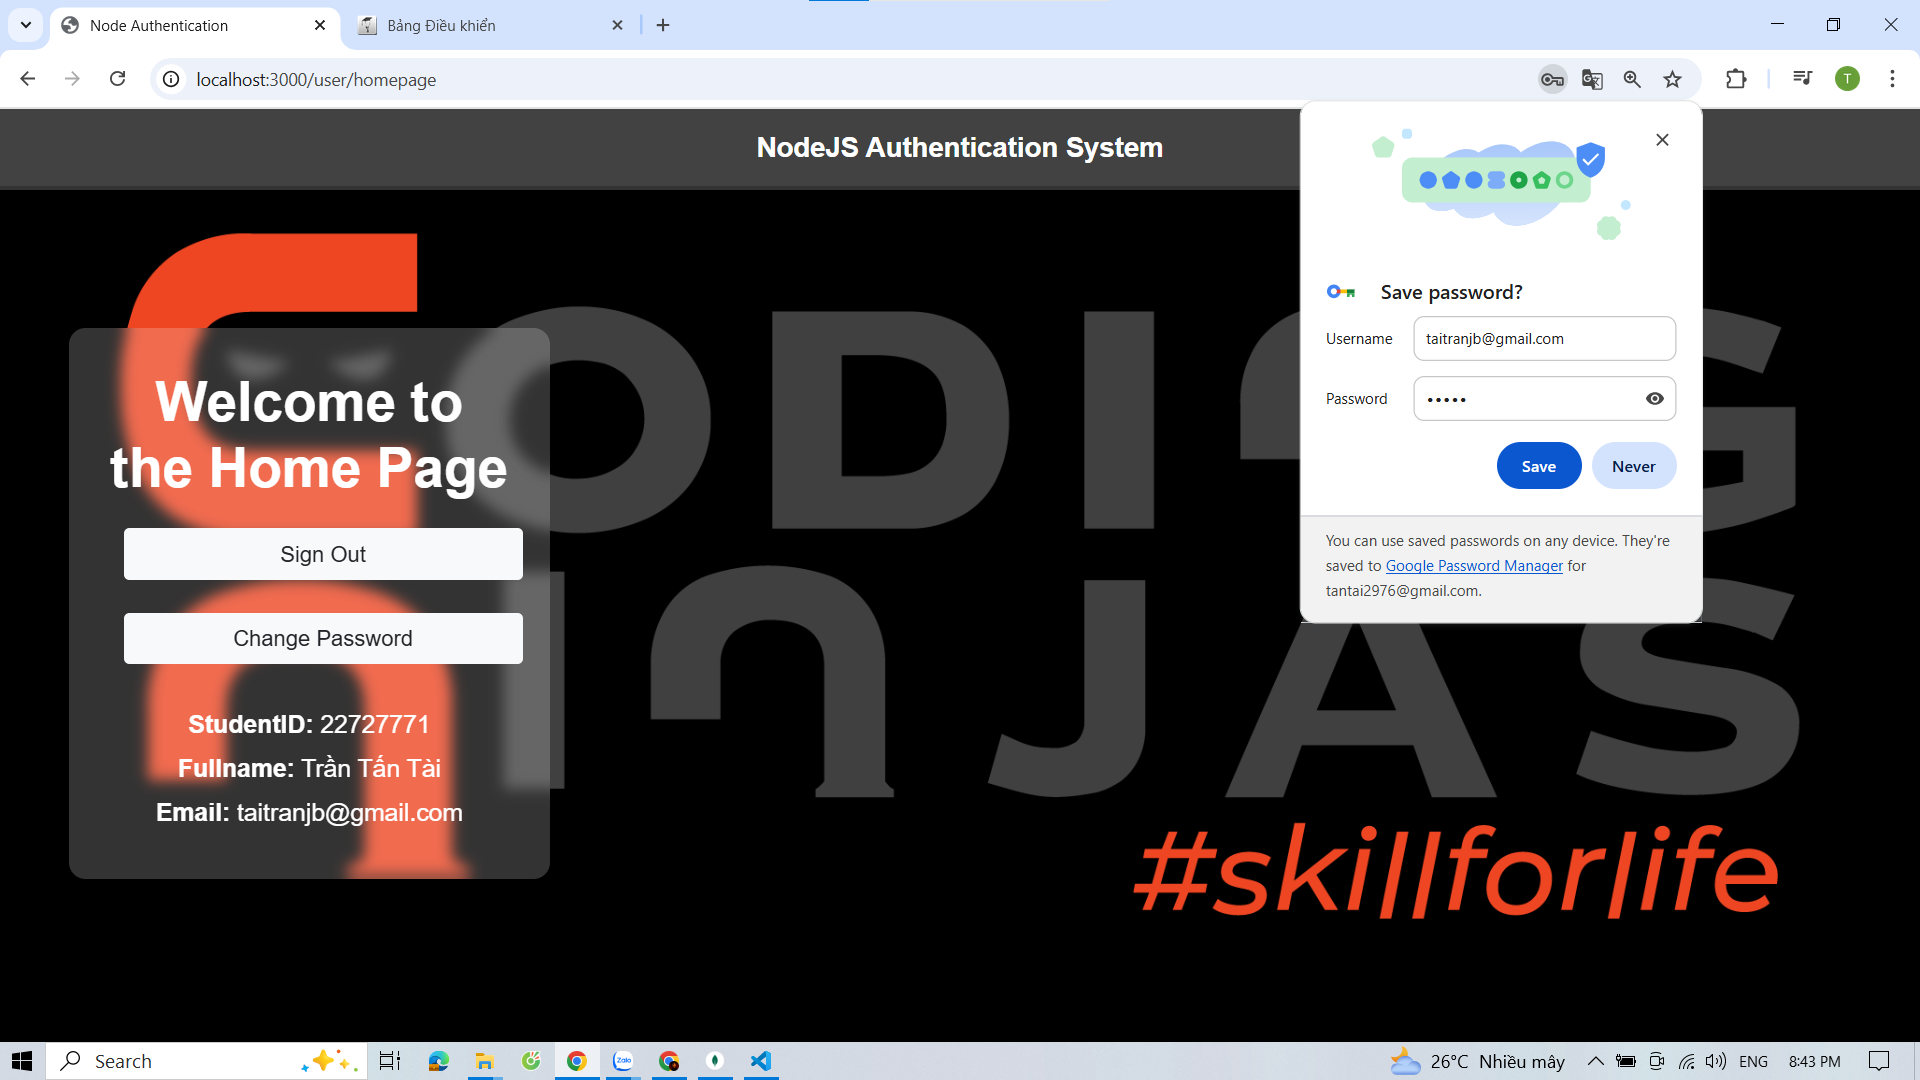 Node Authentication
Bảng Điều khiển
localhost:3000/user/homepage
T
NodeJS Authentication System
Save password?
Username taitranjb@gmail.com
Password •••••
Save Never
You can use saved passwords on any device. They're
saved to Google Password Manager for
tantai2976@gmail.com.
Welcome to
the Home Page
Sign Out
Change Password
StudentID: 22727771
Fullname: Trần Tấn Tài
Email: taitranjb@gmail.com
CODING
NINJAS
#skillforlife
Search
Zalo
26°C Nhiều mây
ENG
8:43 PM